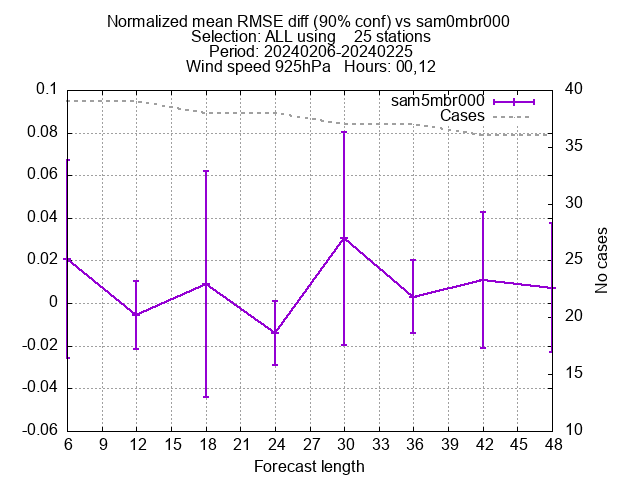 Normalized mean RMSE diff (90% conf) vs sam0mbr000
Selection: ALL using    25 stations
Period: 20240206-20240225
Wind speed 925hPa   Hours: 00,12
sam5mbr000
Cases
0.1
0.08
0.06
0.04
0.02
0
-0.02
-0.04
-0.06
40
35
30
25
20
15
10
No cases
6 9 12 15 18 21 24 27 30 33 36 39 42 45 48
Forecast length